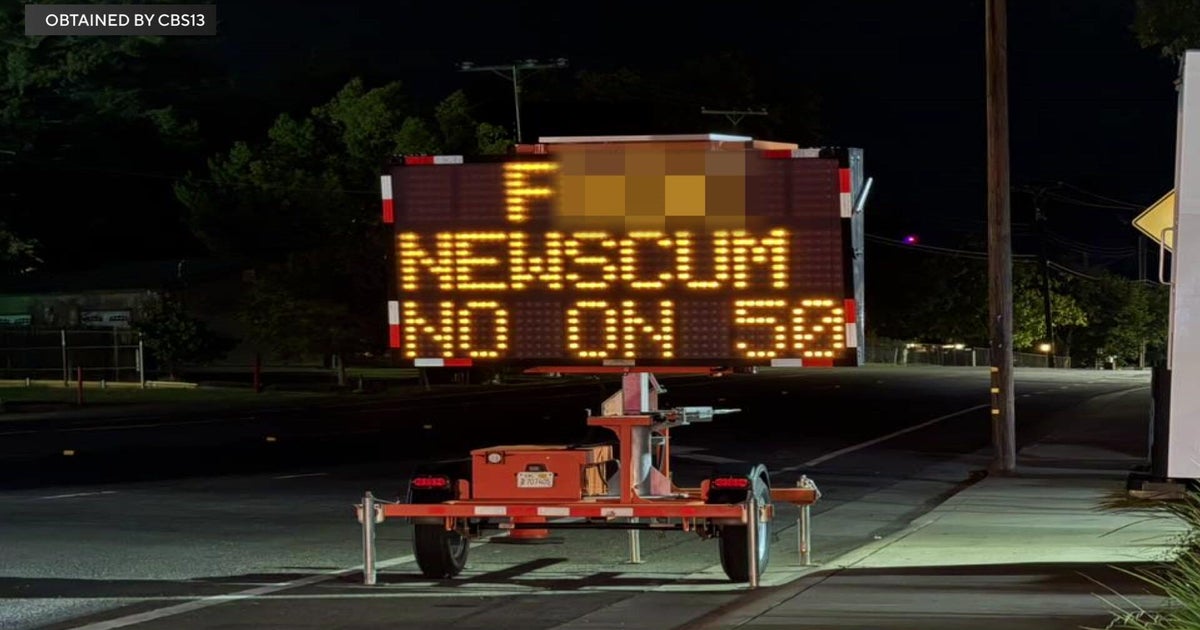 OBTAINED BY CBS13
F
NEWSCUM
NO ON 50